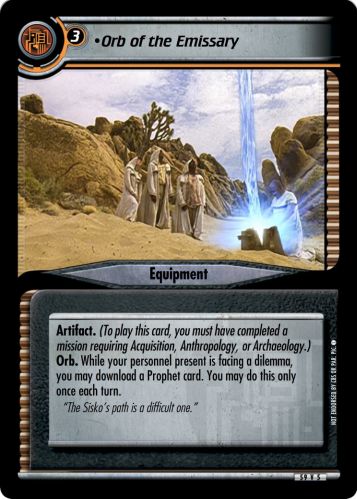 3
•Orb of the Emissary
Equipment
Artifact. (To play this card, you must have completed a
mission requiring Acquisition, Anthropology, or Archaeology.)
Orb. While your personnel present is facing a dilemma,
you may download a Prophet card. You may do this only
once each turn.
"The Sisko's path is a difficult one."
NOT ENDORSED BY CBS OR PAR. PIC.
59 V 5